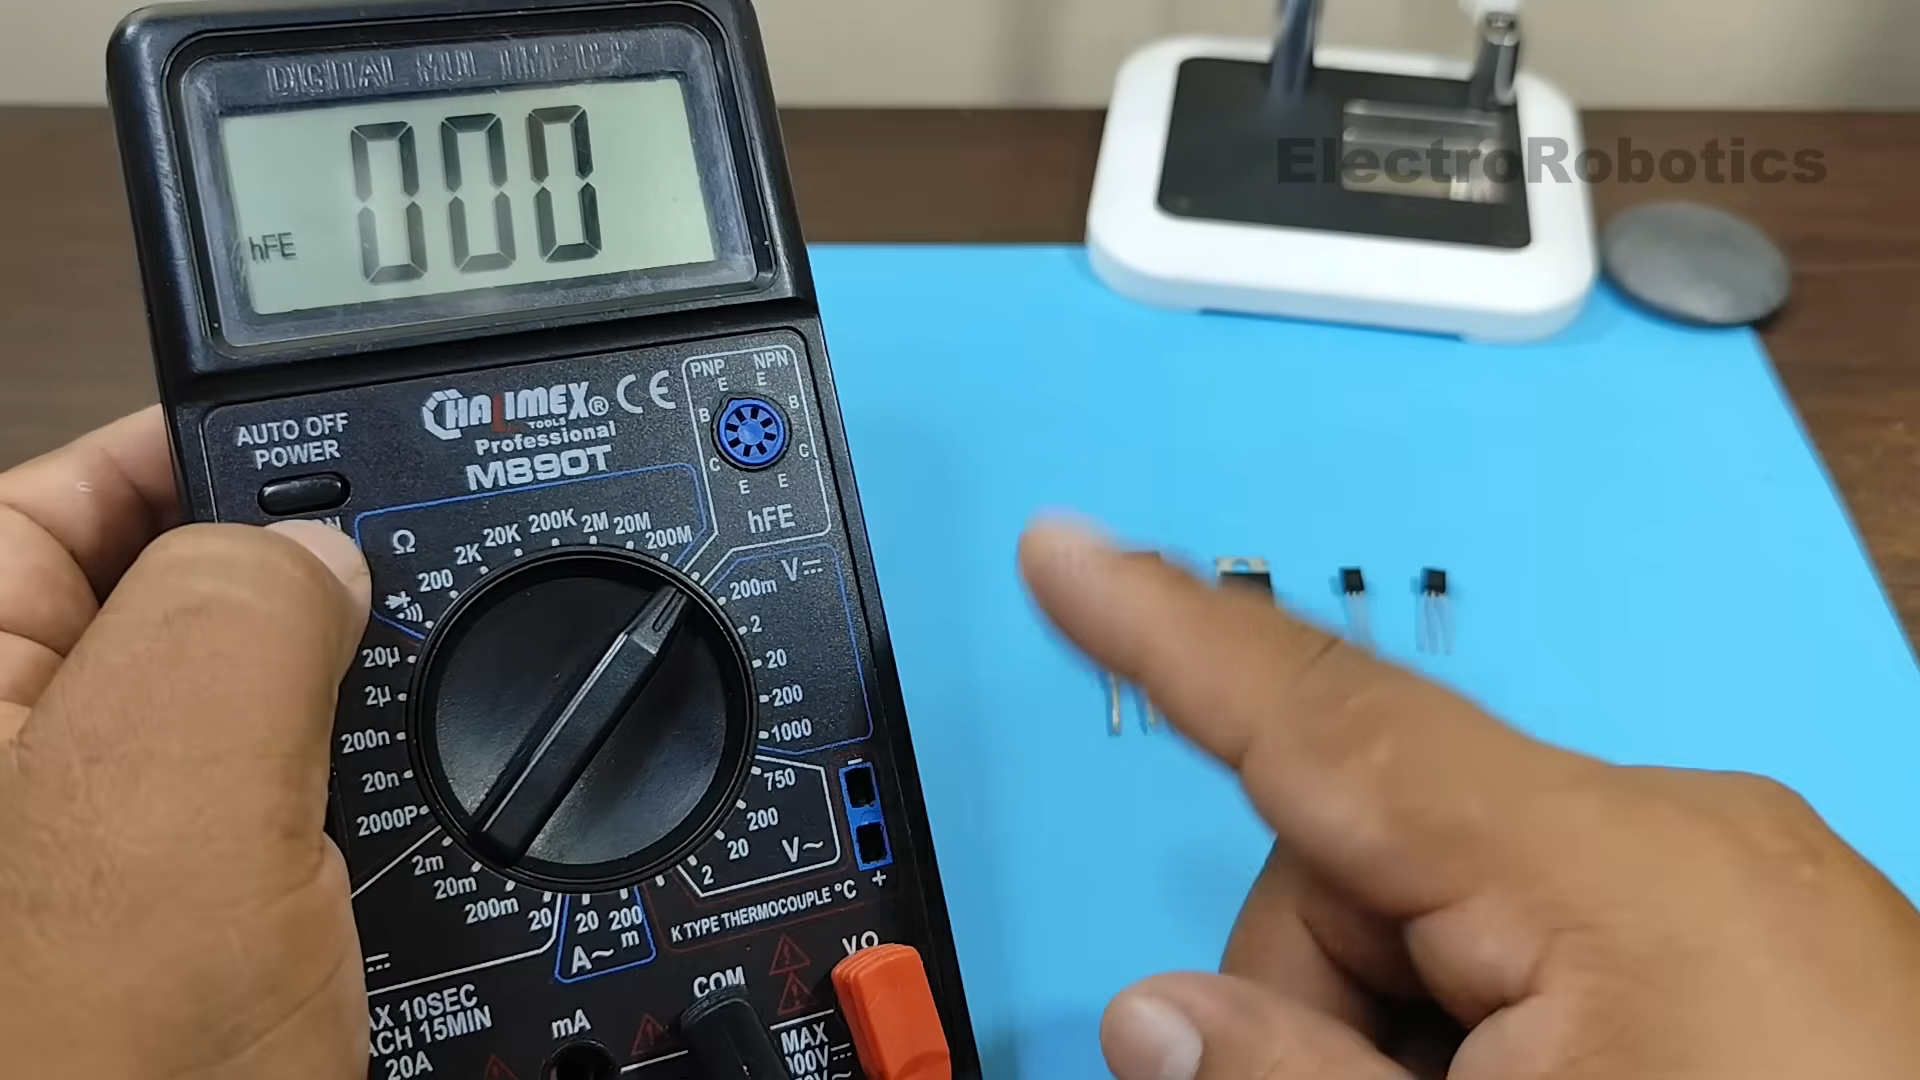 DIGITAL MULTIMETER
000
hFE
ElectroRobotics
AUTO OFF
POWER
CHALIMEX® CE
TOOLS
Professional
M890T
PNP NPN
E E
B B
C C
E E
hFE
Ω
200
2K
20K
200K
2M
20M
200M
20µ
2µ
200n
20n
2000P
2m
20m
200m
20
20 200
m
A~
V⎓
200m
2
20
200
1000
750
200
20
2
V~
−
+
K TYPE THERMOCOUPLE °C
VΩ
COM
mA
10SEC
15MIN
20A
MAX